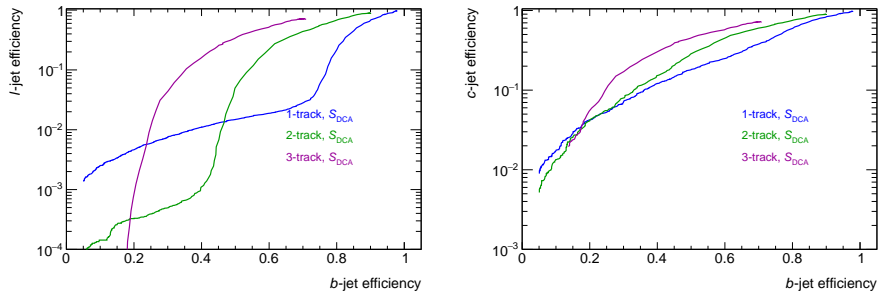 l-jet efficiency
1
10⁻¹
10⁻²
10⁻³
10⁻⁴
1-track, S_DCA
2-track, S_DCA
3-track, S_DCA
0 0.2 0.4 0.6 0.8 1
b-jet efficiency
c-jet efficiency
1
10⁻¹
10⁻²
10⁻³
1-track, S_DCA
2-track, S_DCA
3-track, S_DCA
0 0.2 0.4 0.6 0.8 1
b-jet efficiency